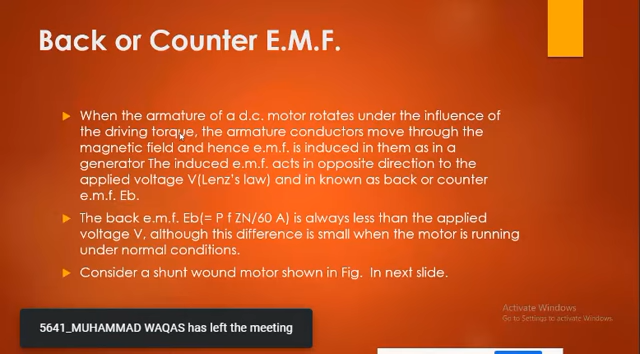 Back or Counter E.M.F.
When the armature of a d.c. motor rotates under the influence of
the driving torque, the armature conductors move through the
magnetic field and hence e.m.f. is induced in them as in a
generator The induced e.m.f. acts in opposite direction to the
applied voltage V(Lenz's law) and in known as back or counter
e.m.f. Eb.
The back e.m.f. Eb(= P f ZN/60 A) is always less than the applied
voltage V, although this difference is small when the motor is running
under normal conditions.
Consider a shunt wound motor shown in Fig. In next slide.
Activate Windows
Go to Settings to activate Windows.
5641_MUHAMMAD WAQAS has left the meeting